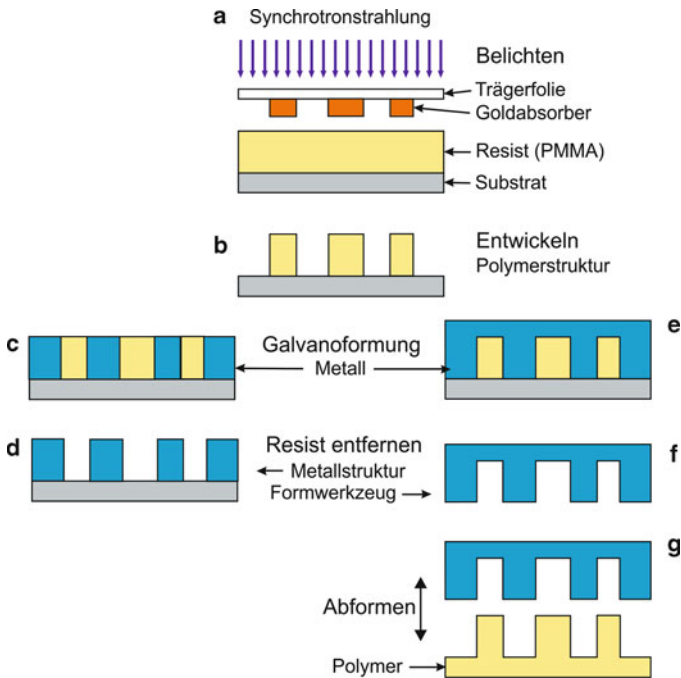 a
Synchrotronstrahlung
Belichten
Trägerfolie
Goldabsorber
Resist (PMMA)
Substrat
b
Entwickeln
Polymerstruktur
c
Galvanoformung
Metall
e
d
Resist entfernen
Metallstruktur
Formwerkzeug
f
g
Abformen
Polymer